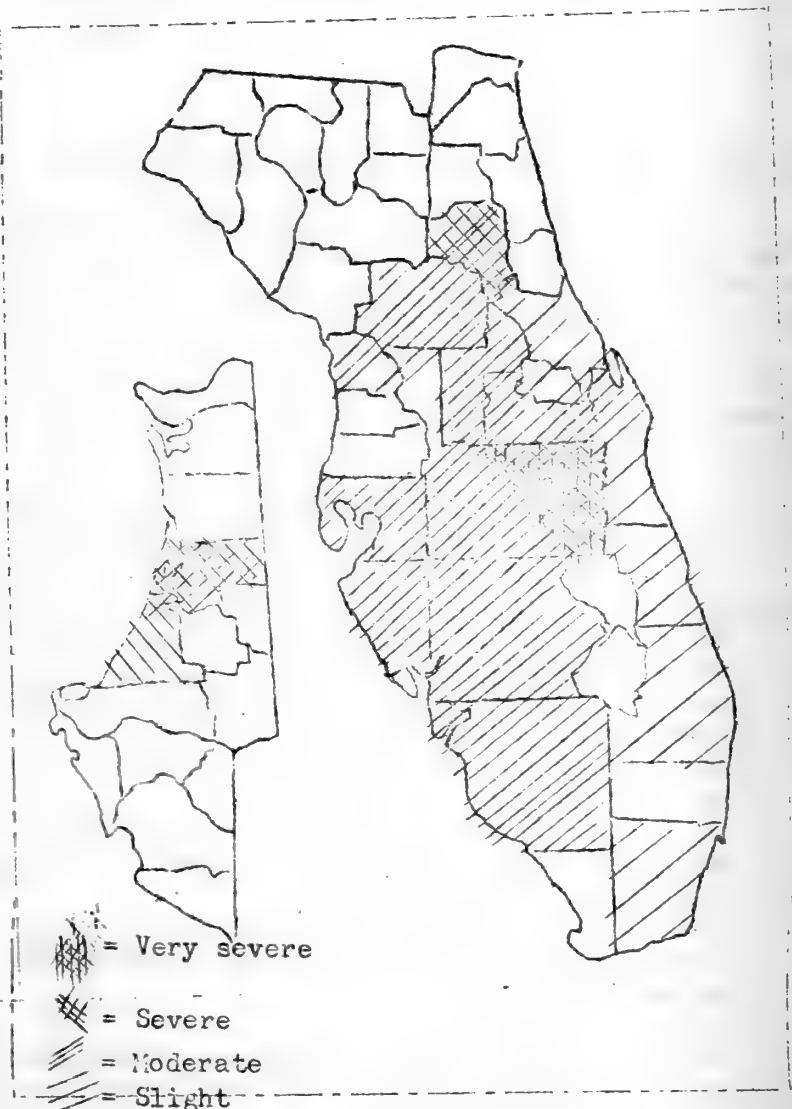 = Very severe
= Severe
= Moderate
= Slight